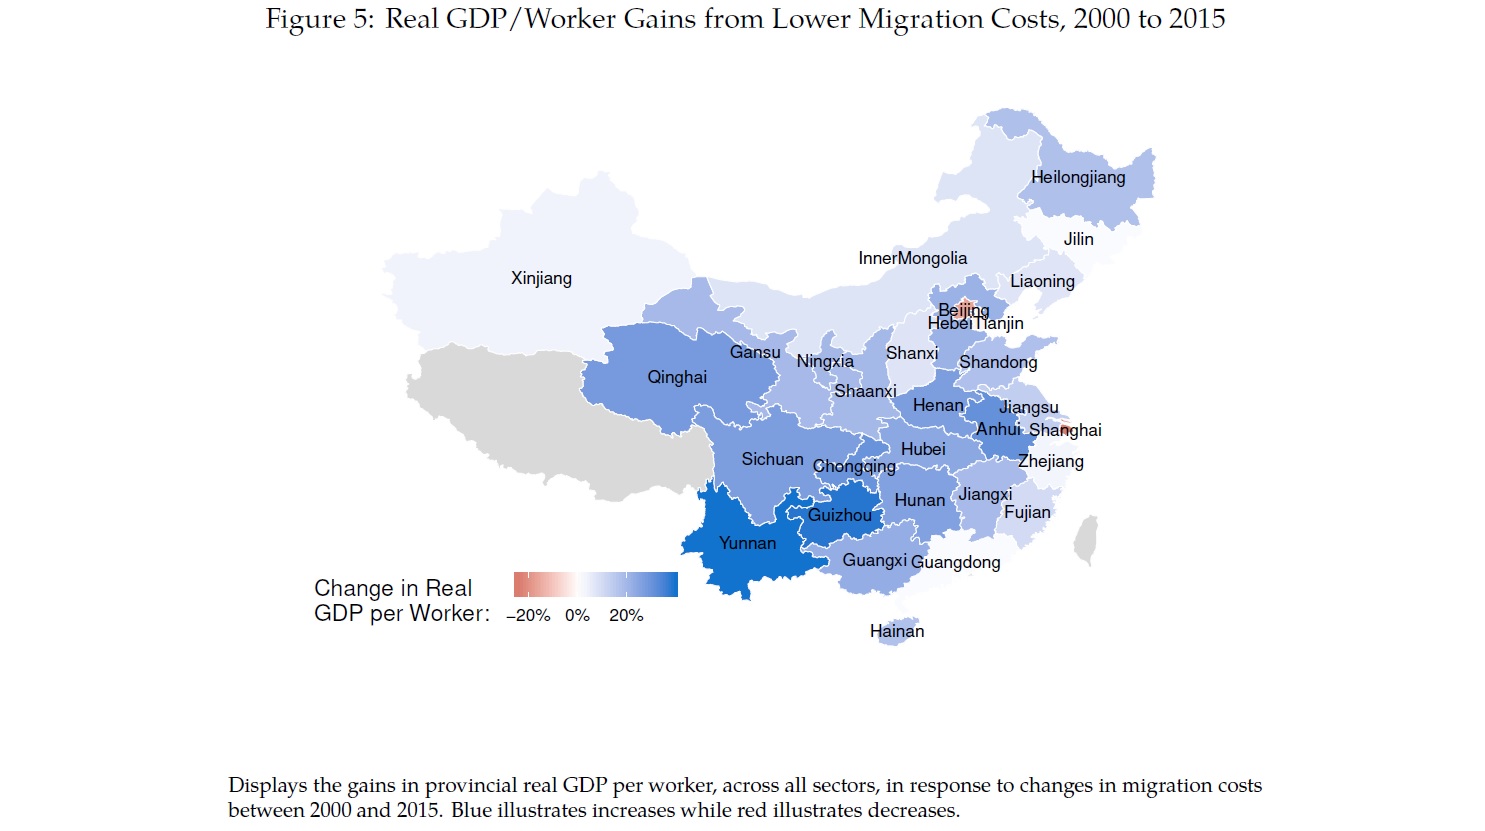 Figure 5: Real GDP/Worker Gains from Lower Migration Costs, 2000 to 2015
Heilongjiang
Jilin
InnerMongolia
Xinjiang
Liaoning
Beijing
Hebei
Tianjin
Gansu
Ningxia
Shanxi
Shandong
Qinghai
Shaanxi
Henan
Jiangsu
Anhui
Shanghai
Sichuan
Chongqing
Hubei
Zhejiang
Guizhou
Hunan
Jiangxi
Fujian
Yunnan
Guangxi
Guangdong
Hainan
Change in Real
GDP per Worker:
−20% 0% 20%
Displays the gains in provincial real GDP per worker, across all sectors, in response to changes in migration costs
between 2000 and 2015. Blue illustrates increases while red illustrates decreases.